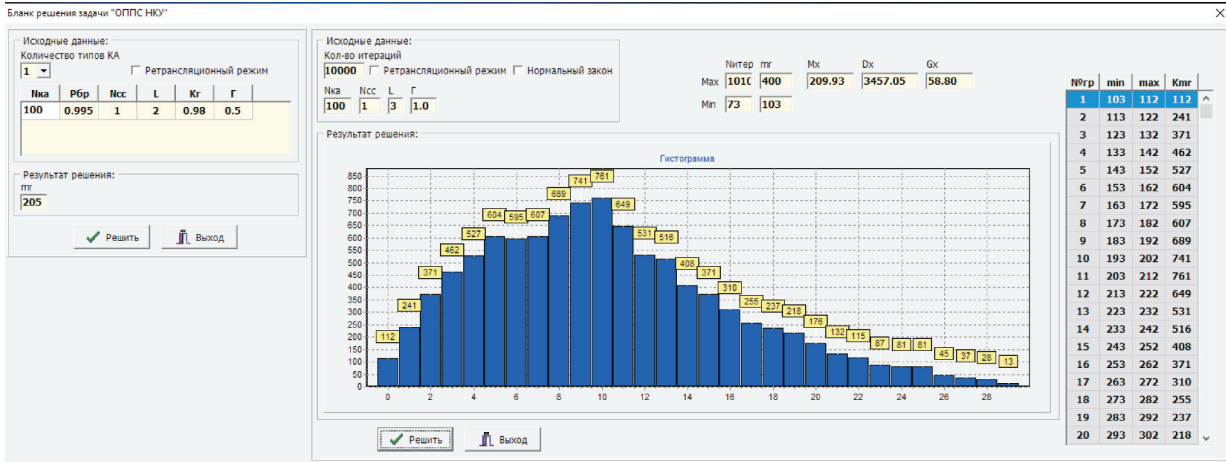 Бланк решения задачи "ОППС НКУ"
Исходные данные:
Количество типов КА
1
Ретрансляционный режим
Nка Рбр Nсс L Кг Г
100 0.995 1 2 0.98 0.5
Результат решения:
mr
205
Решить Выход
Исходные данные:
Кол-во итераций
10000 Ретрансляционный режим Нормальный закон
Nка Nсс L Г
100 1 3 1.0
Nитер mr Mx Dx Gx
Max 1010 400 209.93 3457.05 58.80
Min 73 103
Результат решения:
Гистограмма
850
800
750
700
650
600
550
500
450
400
350
300
250
200
150
100
50
0
112 241 371 462 527 604 595 607 689 741 761 649 531 516 408 371 310 255 237 218 176 132 115 87 81 81 45 37 28 13
0 2 4 6 8 10 12 14 16 18 20 22 24 26 28
Решить Выход
№гр min max Kmr
1 103 112 112
2 113 122 241
3 123 132 371
4 133 142 462
5 143 152 527
6 153 162 604
7 163 172 595
8 173 182 607
9 183 192 689
10 193 202 741
11 203 212 761
12 213 222 649
13 223 232 531
14 233 242 516
15 243 252 408
16 253 262 371
17 263 272 310
18 273 282 255
19 283 292 237
20 293 302 218